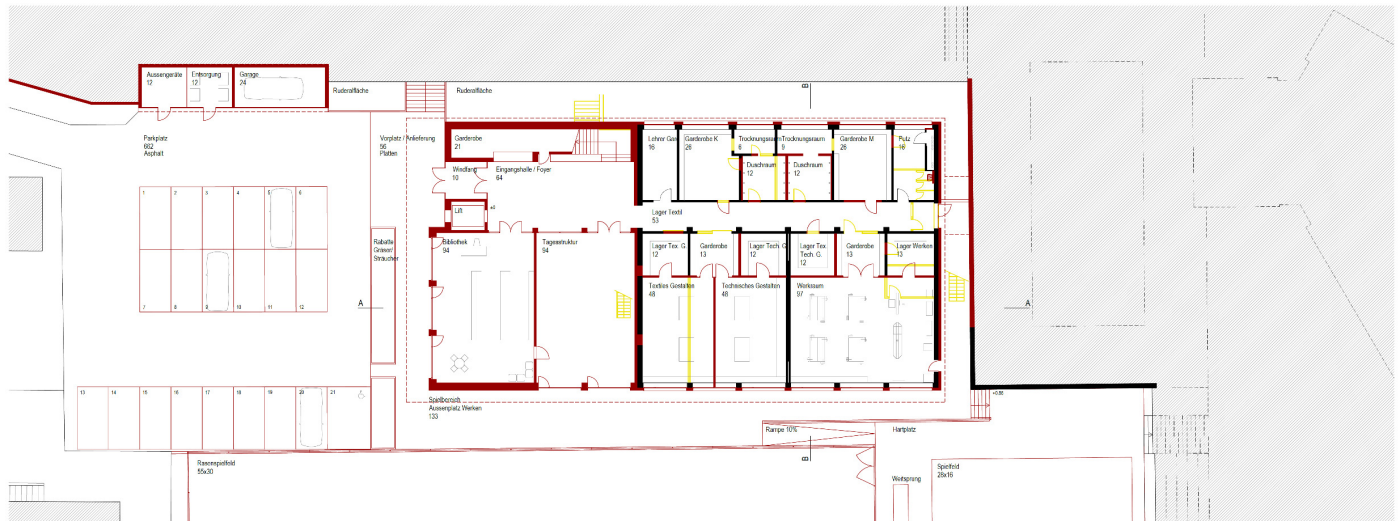 Aussengeräte
12
Entsorgung
12
Garage
24
Ruderalfläche
Ruderalfläche
B
Parkplatz
662
Asphalt
Vorplatz / Anlieferung
56
Platten
Garderobe
21
Windfang
10
Eingangshalle / Foyer
64
Lehrer Gar
16
Garderobe K
26
Trocknungsraum
8
Trocknungsraum
9
Garderobe M
26
Putz
16
Duschraum
12
Duschraum
12
Lift
±0
Lager Textil
53
1
2
3
4
5
6
Rabatte
Gräser/
Sträucher
Bibliothek
94
Tagesstruktur
94
Lager Tex. G.
12
Garderobe
13
Lager Tech. G.
12
Lager Tex.
Tech. G.
12
Garderobe
13
Lager Werken
13
Textiles Gestalten
48
Technisches Gestalten
48
Werkraum
97
7
8
9
10
11
12
A
A
13
14
15
16
17
18
19
20
21
+0.88
Spielbereich
Aussenplatz Werken
133
Rampe 10%
Hartplatz
B
Rasenspielfeld
55x30
Weitsprung
Spielfeld
28x16